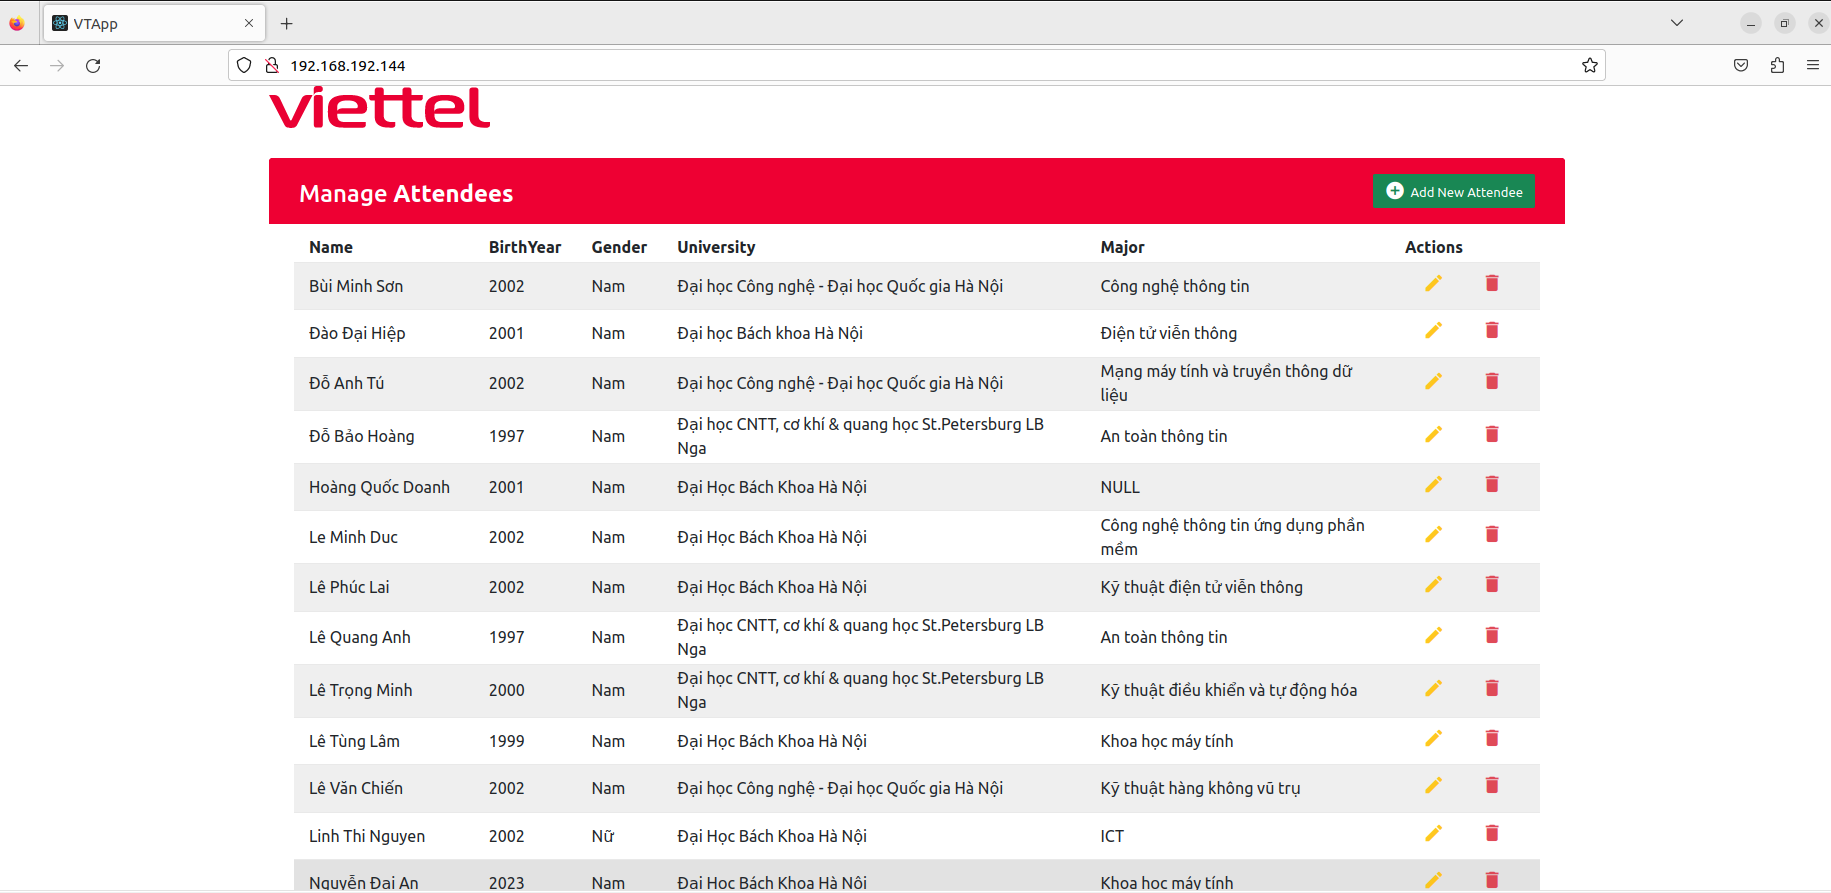 VTApp
192.168.192.144
viettel
Manage Attendees
Add New Attendee
Name BirthYear Gender University Major Actions
Bùi Minh Sơn 2002 Nam Đại học Công nghệ - Đại học Quốc gia Hà Nội Công nghệ thông tin
Đào Đại Hiệp 2001 Nam Đại học Bách khoa Hà Nội Điện tử viễn thông
Đỗ Anh Tú 2002 Nam Đại học Công nghệ - Đại học Quốc gia Hà Nội Mạng máy tính và truyền thông dữ
liệu
Đỗ Bảo Hoàng 1997 Nam Đại học CNTT, cơ khí & quang học St.Petersburg LB
Nga An toàn thông tin
Hoàng Quốc Doanh 2001 Nam Đại Học Bách Khoa Hà Nội NULL
Le Minh Duc 2002 Nam Đại Học Bách Khoa Hà Nội Công nghệ thông tin ứng dụng phần
mềm
Lê Phúc Lai 2002 Nam Đại Học Bách Khoa Hà Nội Kỹ thuật điện tử viễn thông
Lê Quang Anh 1997 Nam Đại học CNTT, cơ khí & quang học St.Petersburg LB
Nga An toàn thông tin
Lê Trọng Minh 2000 Nam Đại học CNTT, cơ khí & quang học St.Petersburg LB
Nga Kỹ thuật điều khiển và tự động hóa
Lê Tùng Lâm 1999 Nam Đại Học Bách Khoa Hà Nội Khoa học máy tính
Lê Văn Chiến 2002 Nam Đại học Công nghệ - Đại học Quốc gia Hà Nội Kỹ thuật hàng không vũ trụ
Linh Thi Nguyen 2002 Nữ Đại Học Bách Khoa Hà Nội ICT
Nguyễn Đại An 2023 Nam Đại Học Bách Khoa Hà Nội Khoa học máy tính